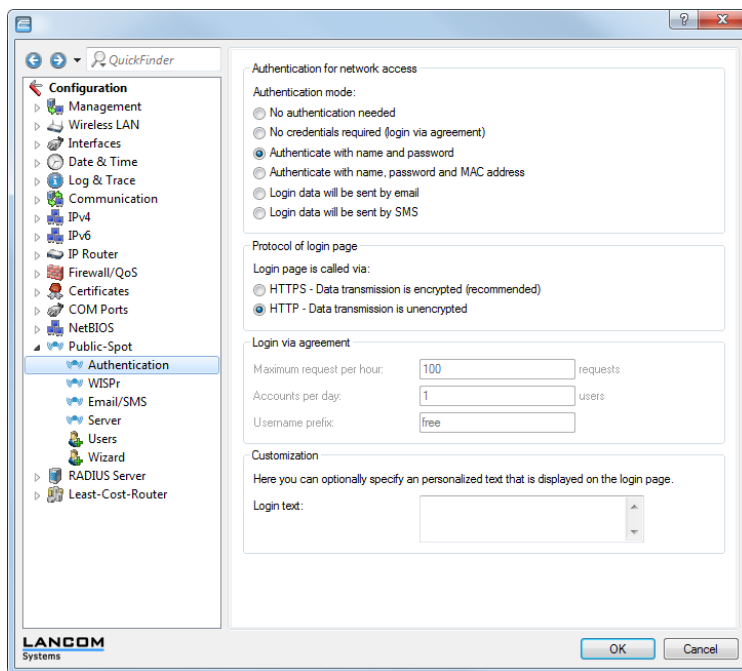 ?
QuickFinder
Configuration
Management
Wireless LAN
Interfaces
Date & Time
Log & Trace
Communication
IPv4
IPv6
IP Router
Firewall/QoS
Certificates
COM Ports
NetBIOS
Public-Spot
Authentication
WISPr
Email/SMS
Server
Users
Wizard
RADIUS Server
Least-Cost-Router
Authentication for network access
Authentication mode:
No authentication needed
No credentials required (login via agreement)
Authenticate with name and password
Authenticate with name, password and MAC address
Login data will be sent by email
Login data will be sent by SMS
Protocol of login page
Login page is called via:
HTTPS - Data transmission is encrypted (recommended)
HTTP - Data transmission is unencrypted
Login via agreement
Maximum request per hour: 100 requests
Accounts per day: 1 users
Username prefix: free
Customization
Here you can optionally specify an personalized text that is displayed on the login page.
Login text:
LANCOM
Systems
OK Cancel